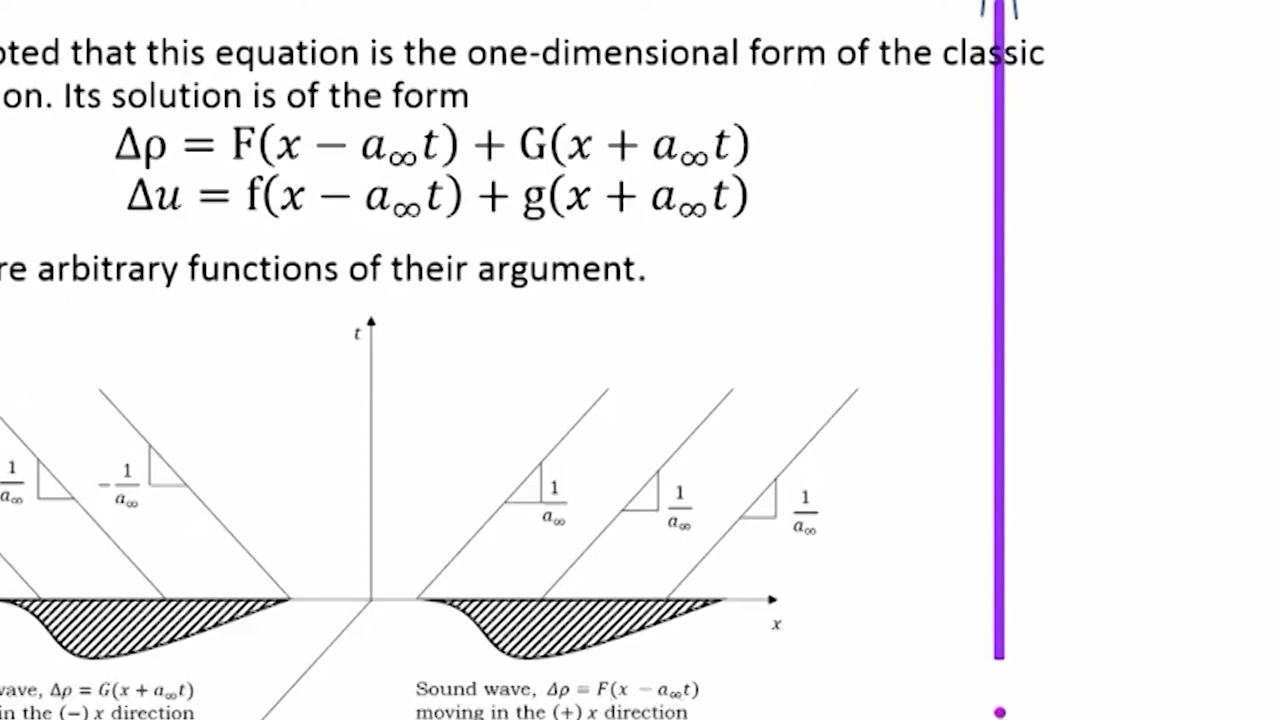 oted that this equation is the one-dimensional form of the classic
on. Its solution is of the form
Δρ = F(x − a∞t) + G(x + a∞t)
Δu = f(x − a∞t) + g(x + a∞t)
re arbitrary functions of their argument.
t
1/a∞
−1/a∞
1/a∞
1/a∞
1/a∞
x
wave, Δρ = G(x + a∞t)
in the (−) x direction
Sound wave, Δρ = F(x − a∞t)
moving in the (+) x direction